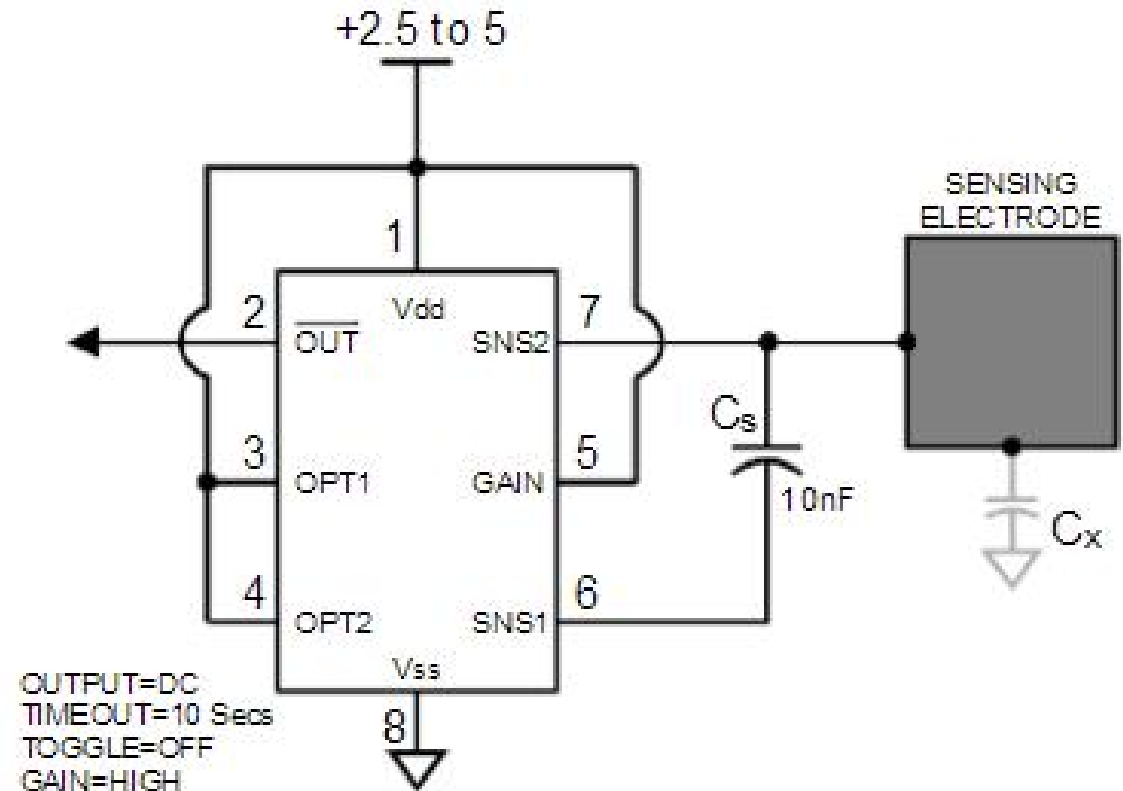 +2.5 to 5
SENSING
ELECTRODE
1
Vdd
2
OUT
7
SNS2
Cs
10nF
3
OPT1
5
GAIN
Cx
4
OPT2
6
SNS1
Vss
8
OUTPUT=DC
TIMEOUT=10 Secs
TOGGLE=OFF
GAIN=HIGH